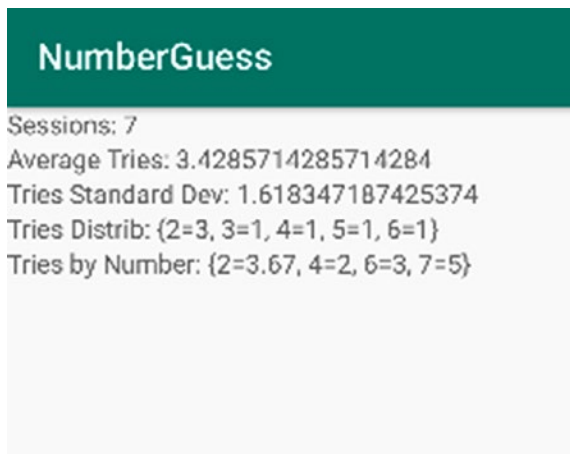 NumberGuess
Sessions: 7
Average Tries: 3.4285714285714284
Tries Standard Dev: 1.618347187425374
Tries Distrib: {2=3, 3=1, 4=1, 5=1, 6=1}
Tries by Number: {2=3.67, 4=2, 6=3, 7=5}